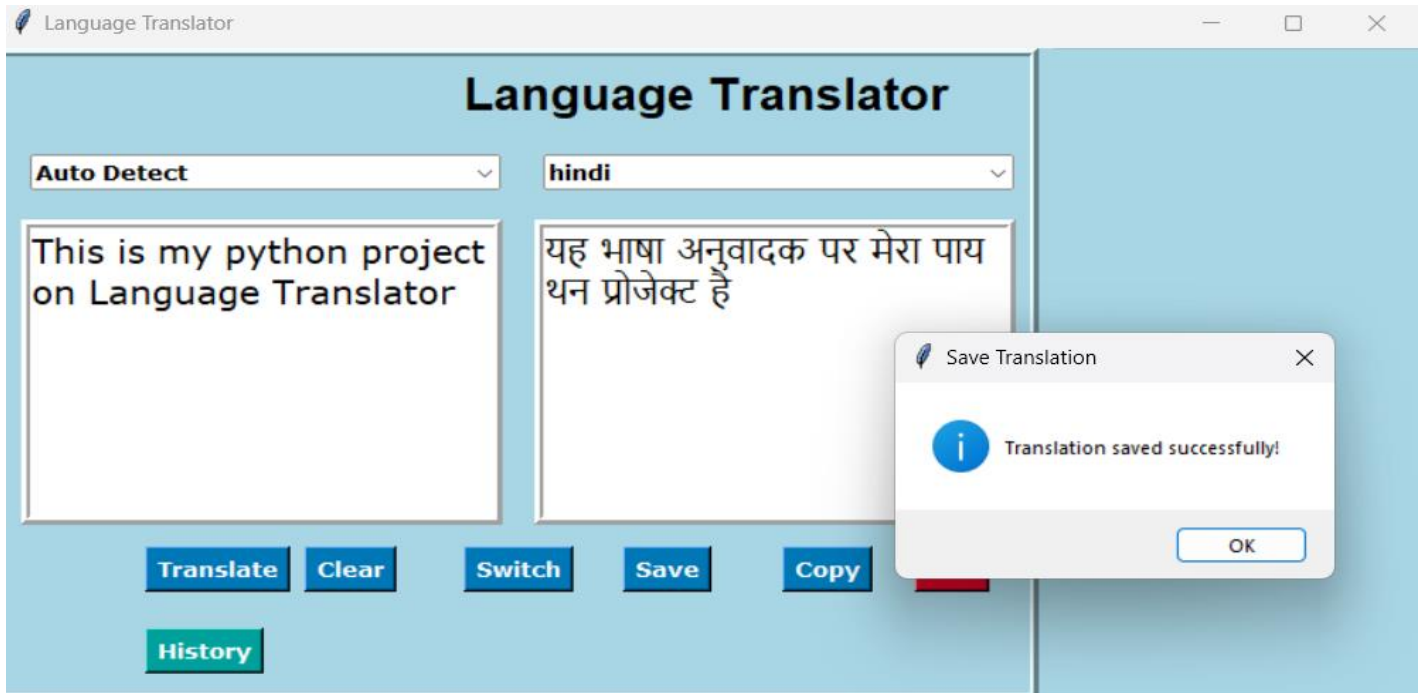 Language Translator
Language Translator
Auto Detect
hindi
This is my python project
on Language Translator
यह भाषा अनुवादक पर मेरा पाय
थन प्रोजेक्ट है
Save Translation
Translation saved successfully!
OK
Translate
Clear
Switch
Save
Copy
History